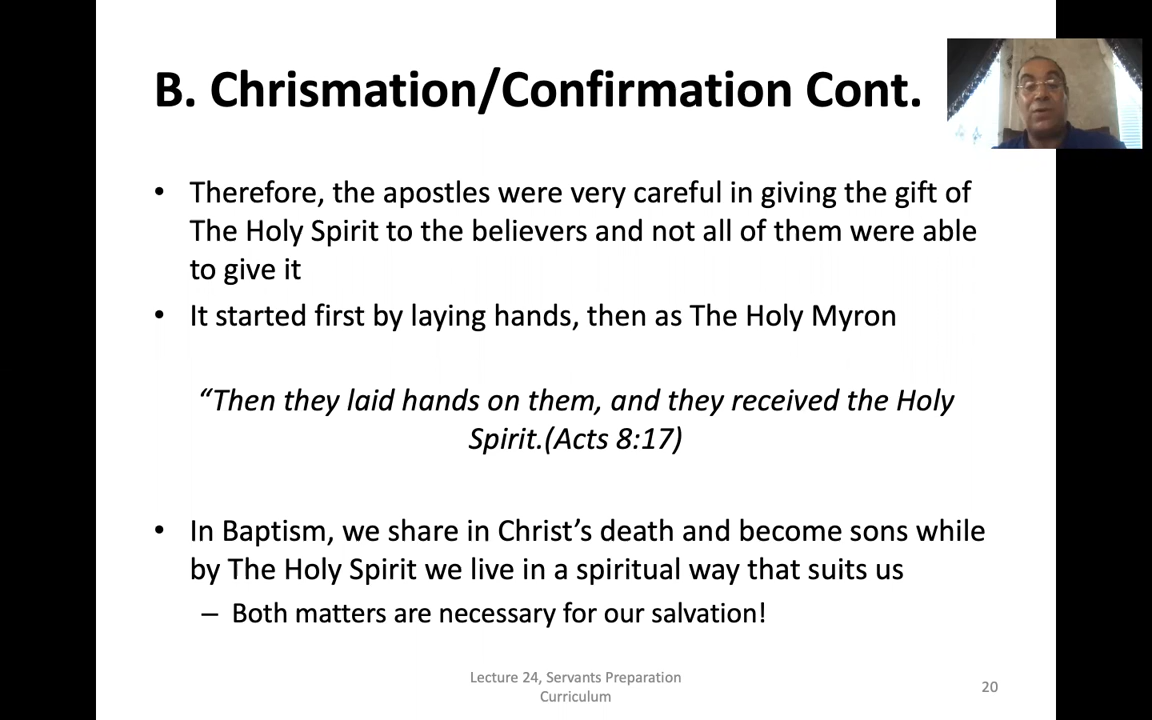 B. Chrismation/Confirmation Cont.
• Therefore, the apostles were very careful in giving the gift of
The Holy Spirit to the believers and not all of them were able
to give it
• It started first by laying hands, then as The Holy Myron
“Then they laid hands on them, and they received the Holy
Spirit.(Acts 8:17)
• In Baptism, we share in Christ’s death and become sons while
by The Holy Spirit we live in a spiritual way that suits us
– Both matters are necessary for our salvation!
Lecture 24, Servants Preparation
Curriculum
20